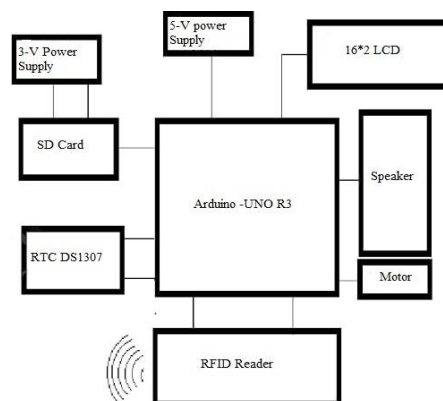 3-V Power
Supply
5-V power
Supply
16*2 LCD
SD Card
Arduino -UNO R3
Speaker
RTC DS1307
Motor
RFID Reader